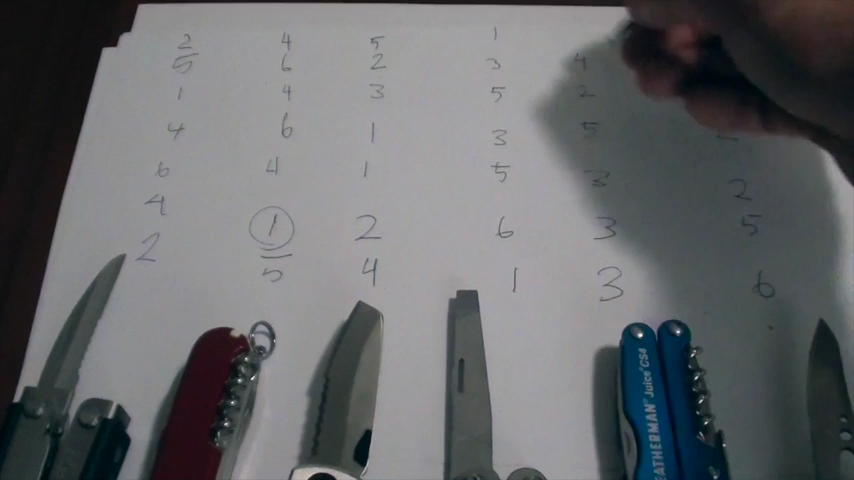 2 4 5 1
5 6 2 3 4
1 4 3 5 2
4 6 1 3 5
6 4 1 5 3 2
4 1 2 6 3 5
2 5 4 1 3 6
LEATHERMAN Juice CS4